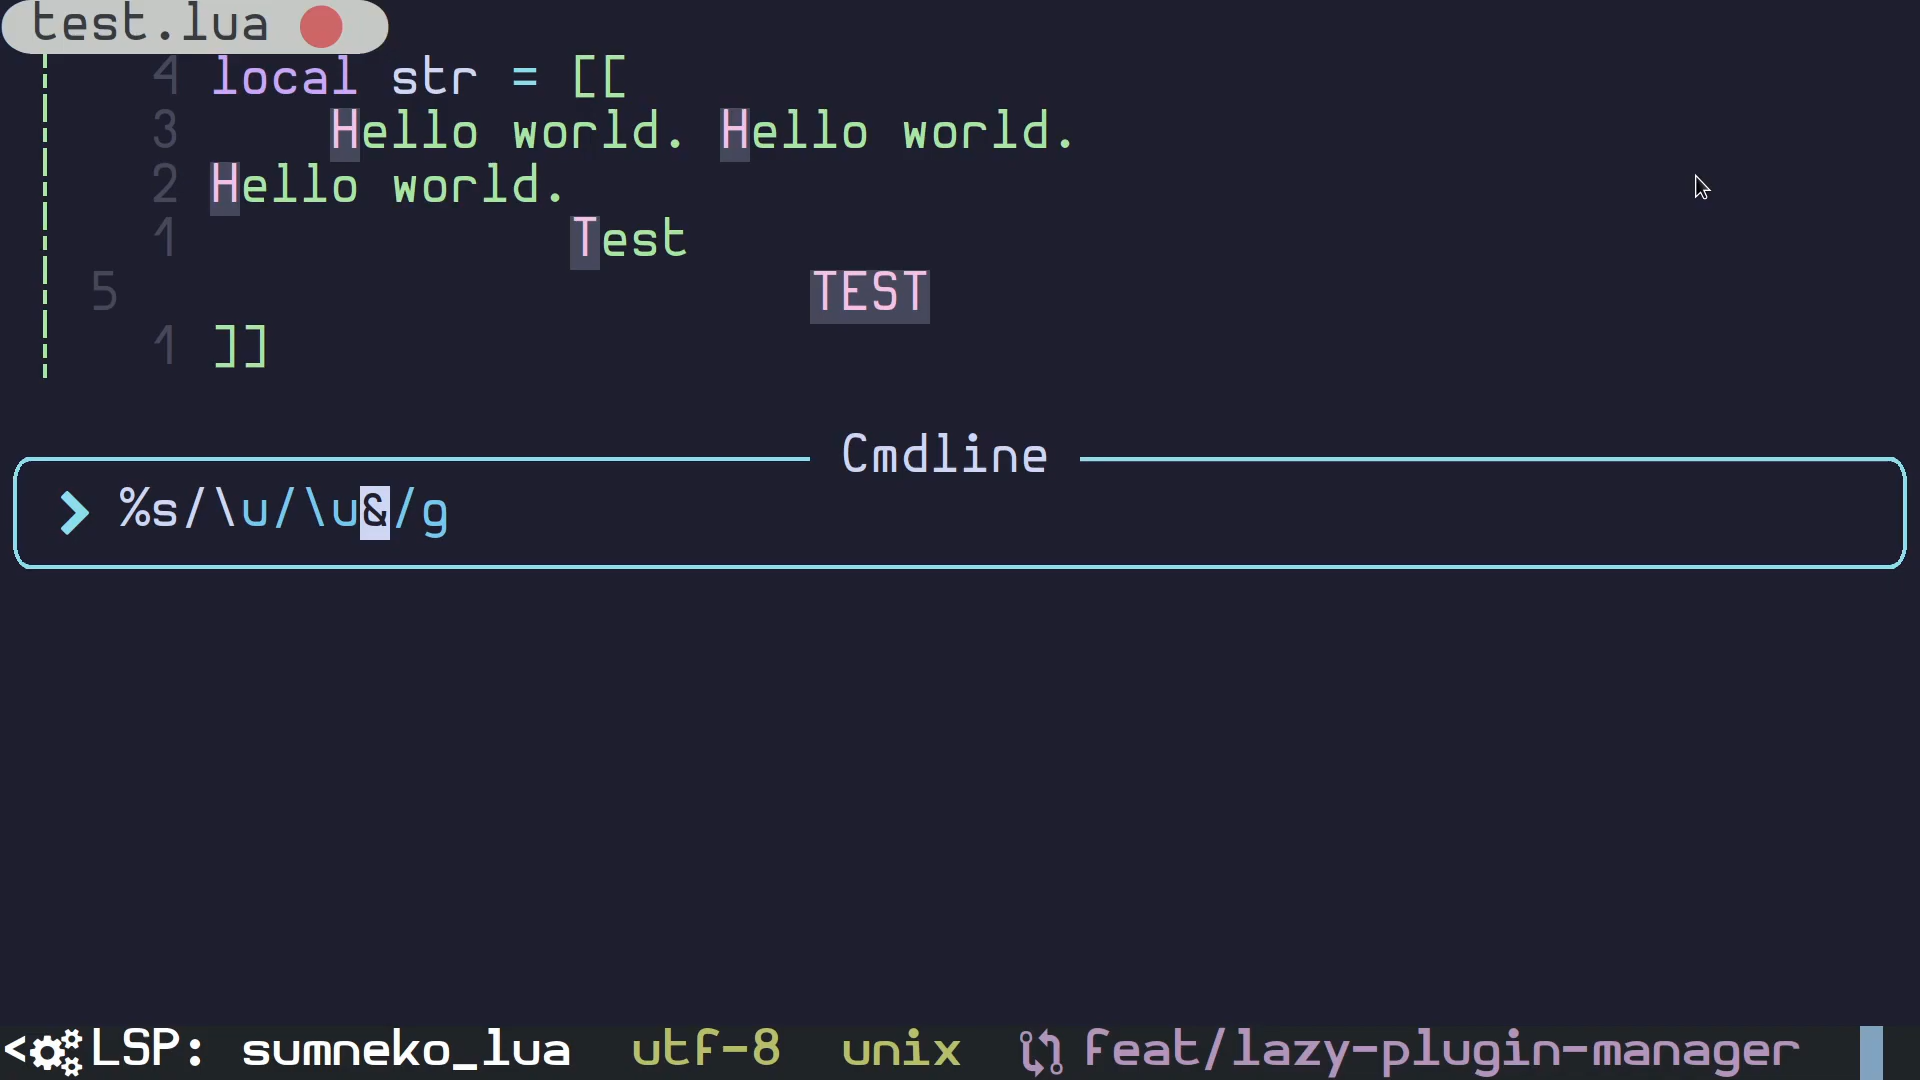 test.lua
4 local str = [[
3 Hello world. Hello world.
2 Hello world.
1 Test
5 TEST
1 ]]
Cmdline
%s/\u/\u&/g
LSP: sumneko_lua utf-8 unix feat/lazy-plugin-manager